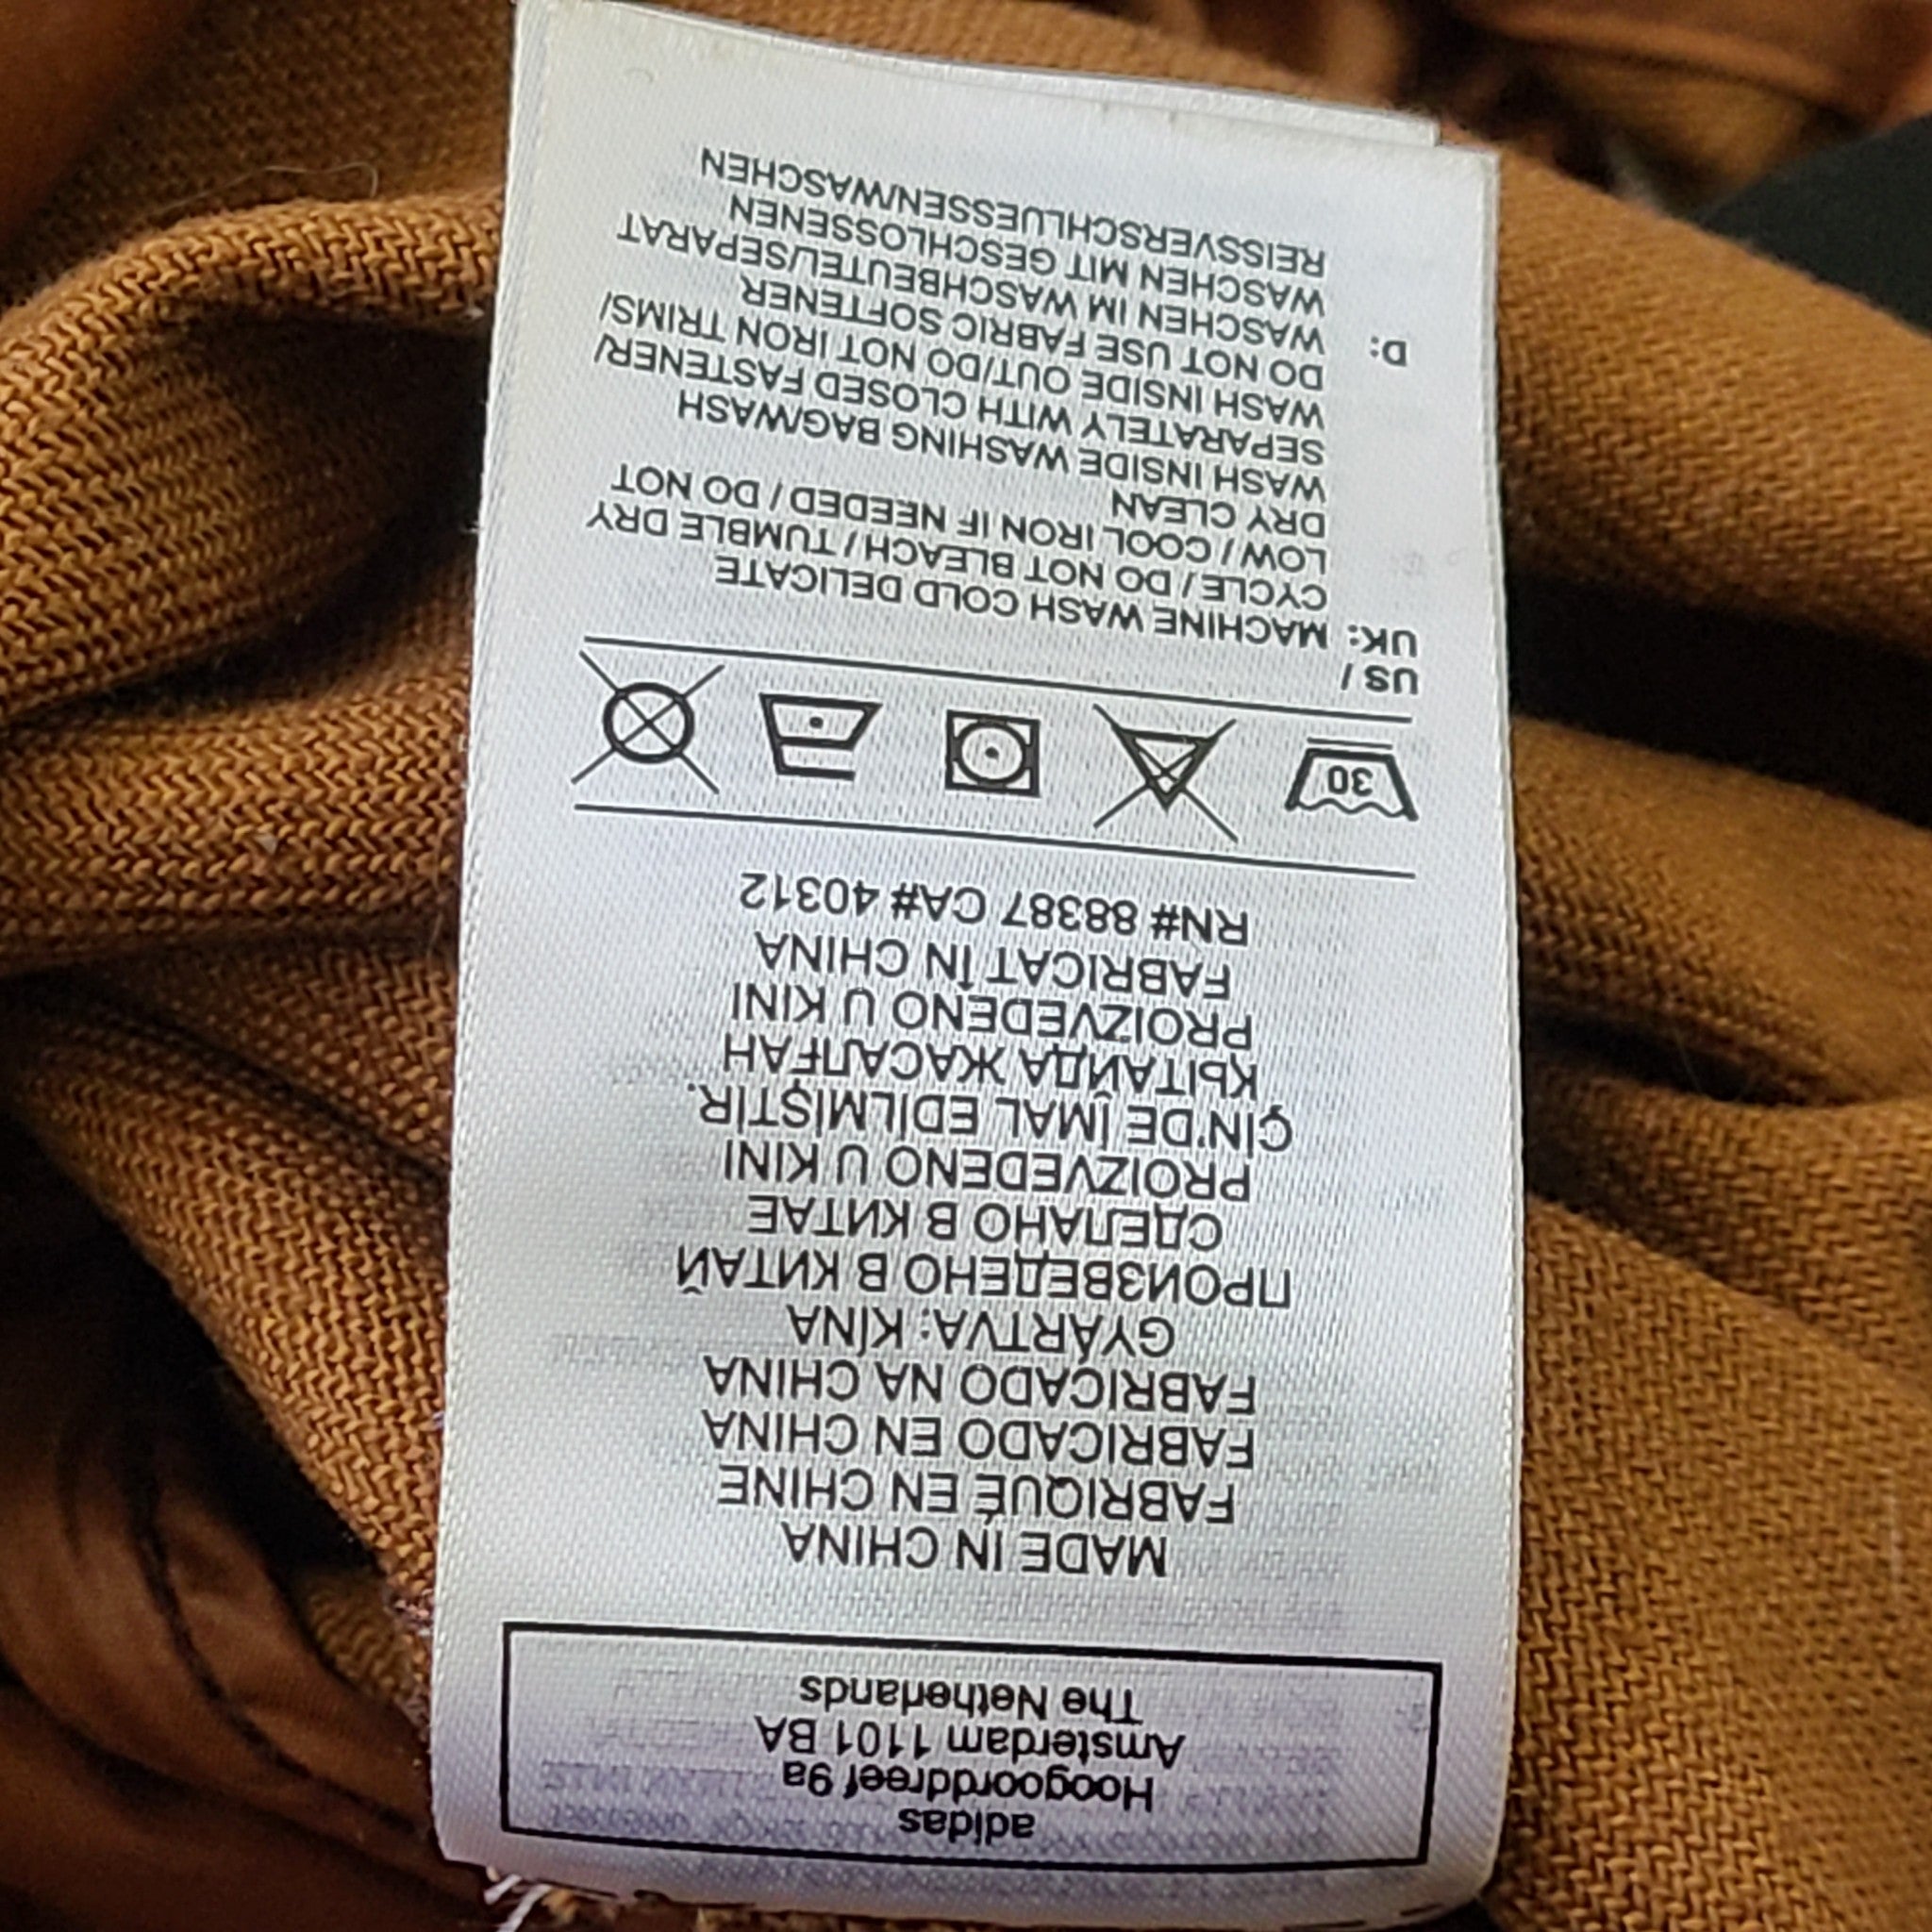 adidas
Hoogoorddreef 9a
Amsterdam 1101 BA
The Netherlands
MADE IN CHINA
FABRIQUÉ EN CHINE
FABRICADO EN CHINA
FABRICADO NA CHINA
GYÁRTVA: KÍNA
ПРОИЗВЕДЕНО В КИТАЙ
СДЕЛАНО В КИТАЕ
PROIZVEDENO U KINI
ÇİN'DE İMAL EDİLMİŞTİR.
ҚЫТАЙДА ЖАСАЛҒАН
PROIZVEDENO U KINI
FABRICAT ÎN CHINA
RN# 88387 CA# 40312
30
US /
UK: MACHINE WASH COLD DELICATE
CYCLE / DO NOT BLEACH / TUMBLE DRY
LOW / COOL IRON IF NEEDED / DO NOT
DRY CLEAN
WASH INSIDE WASHING BAG/WASH
SEPARATELY WITH CLOSED FASTENER/
WASH INSIDE OUT/DO NOT IRON TRIMS/
DO NOT USE FABRIC SOFTENER
D: WASCHEN IM WASCHBEUTEL/SEPARAT
WASCHEN MIT GESCHLOSSENEN
REISSVERSCHLUESSEN/WASCHEN